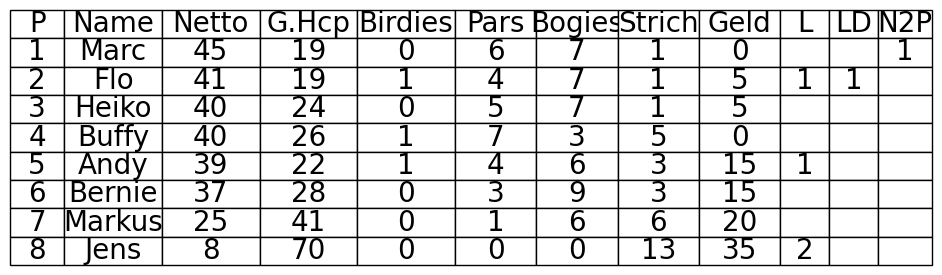 P Name Netto G.Hcp Birdies Pars Bogies Strich Geld L LD N2P
1 Marc 45 19 0 6 7 1 0 1
2 Flo 41 19 1 4 7 1 5 1 1
3 Heiko 40 24 0 5 7 1 5
4 Buffy 40 26 1 7 3 5 0
5 Andy 39 22 1 4 6 3 15 1
6 Bernie 37 28 0 3 9 3 15
7 Markus 25 41 0 1 6 6 20
8 Jens 8 70 0 0 0 13 35 2